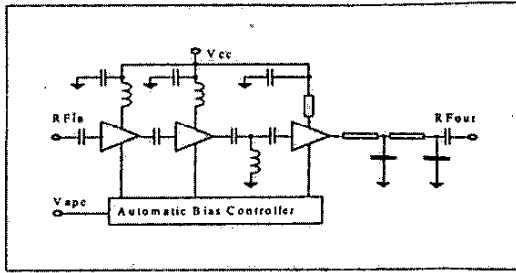 Vcc
RFin
RFout
Vapc
Automatic Bias Controller